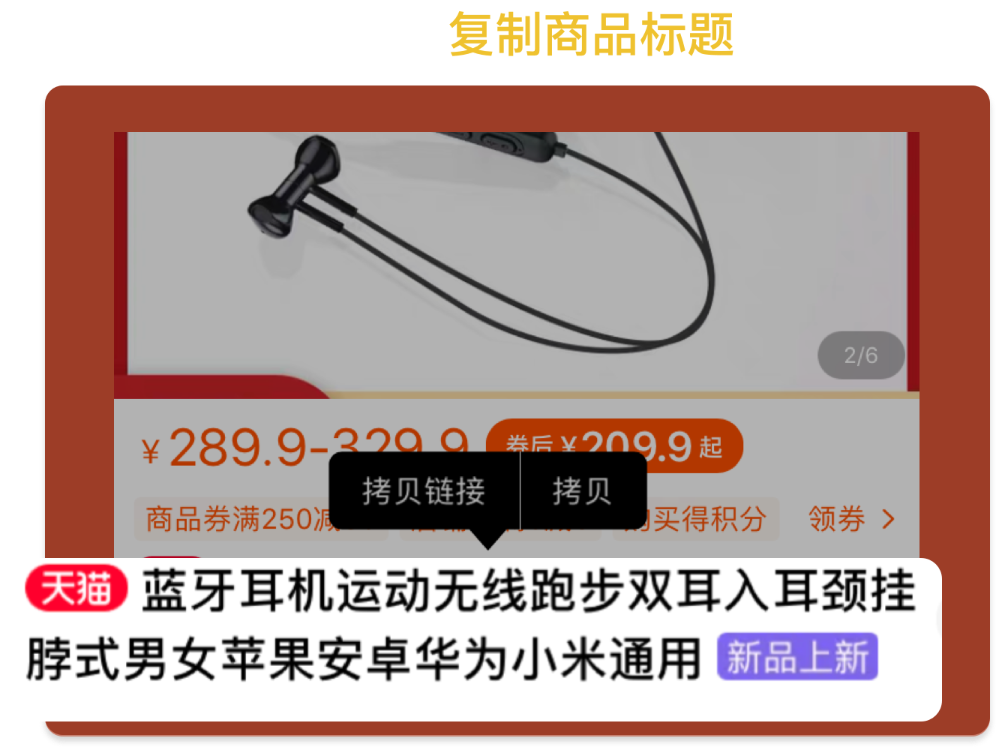 复制商品标题
2/6
¥289.9-329.9 券后¥209.9起
拷贝链接 拷贝
商品券满250减 购买得积分 领券 >
天猫 蓝牙耳机运动无线跑步双耳入耳颈挂
脖式男女苹果安卓华为小米通用 新品上新